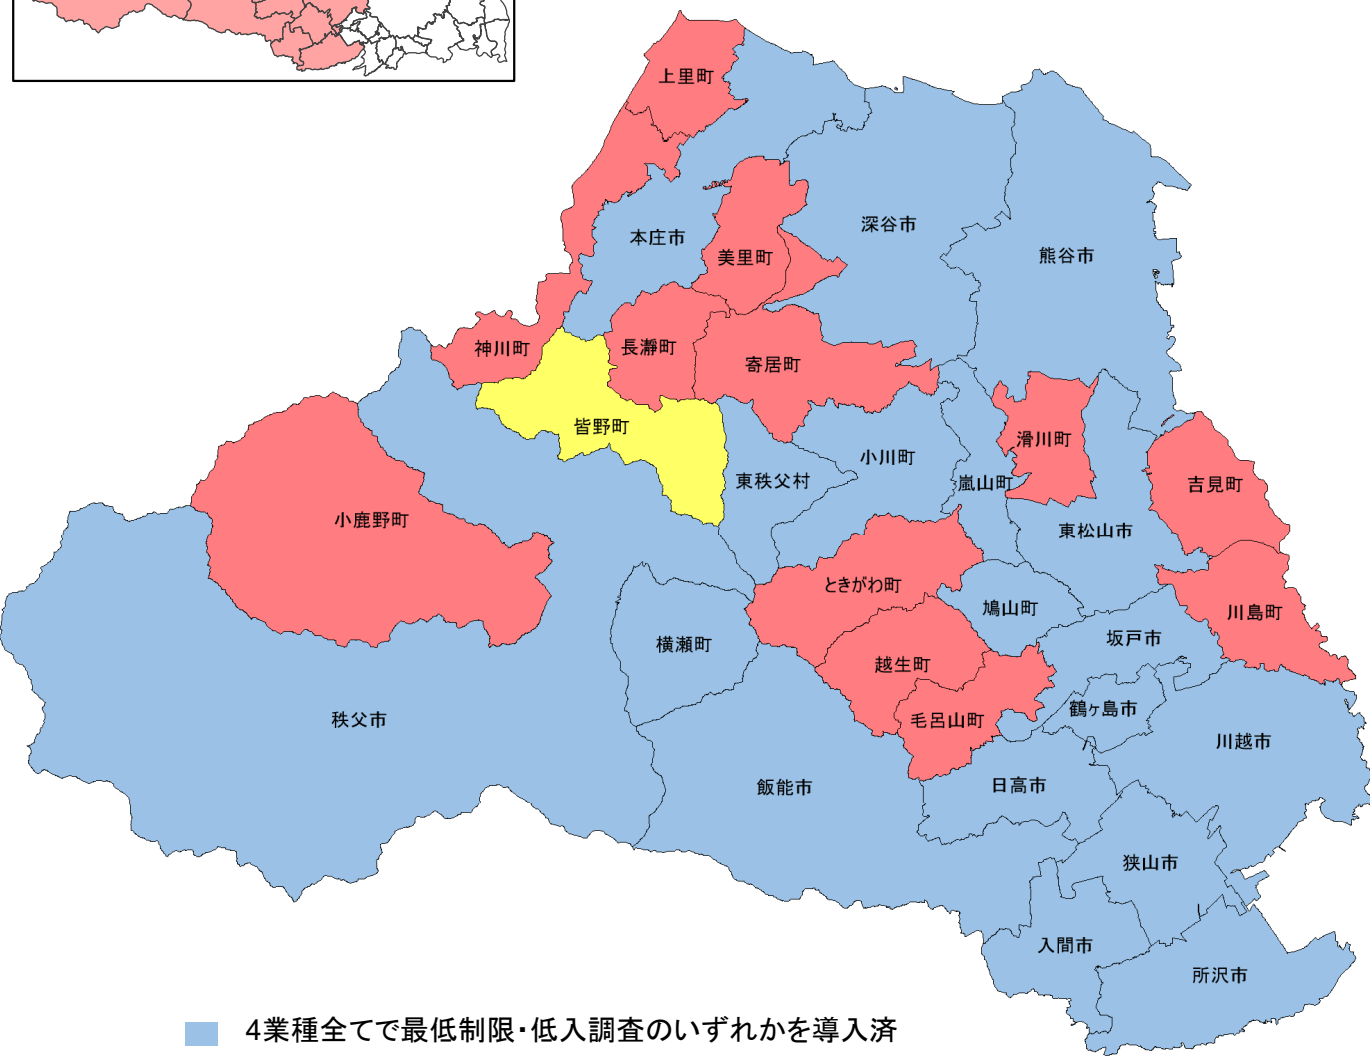 上里町
深谷市
本庄市
美里町
熊谷市
神川町
長瀞町
寄居町
皆野町
滑川町
小川町
東秩父村
嵐山町
吉見町
小鹿野町
東松山市
ときがわ町
鳩山町
川島町
横瀬町
坂戸市
越生町
秩父市
毛呂山町
鶴ヶ島市
川越市
飯能市
日高市
狭山市
入間市
所沢市
4業種全てで最低制限・低入調査のいずれかを導入済